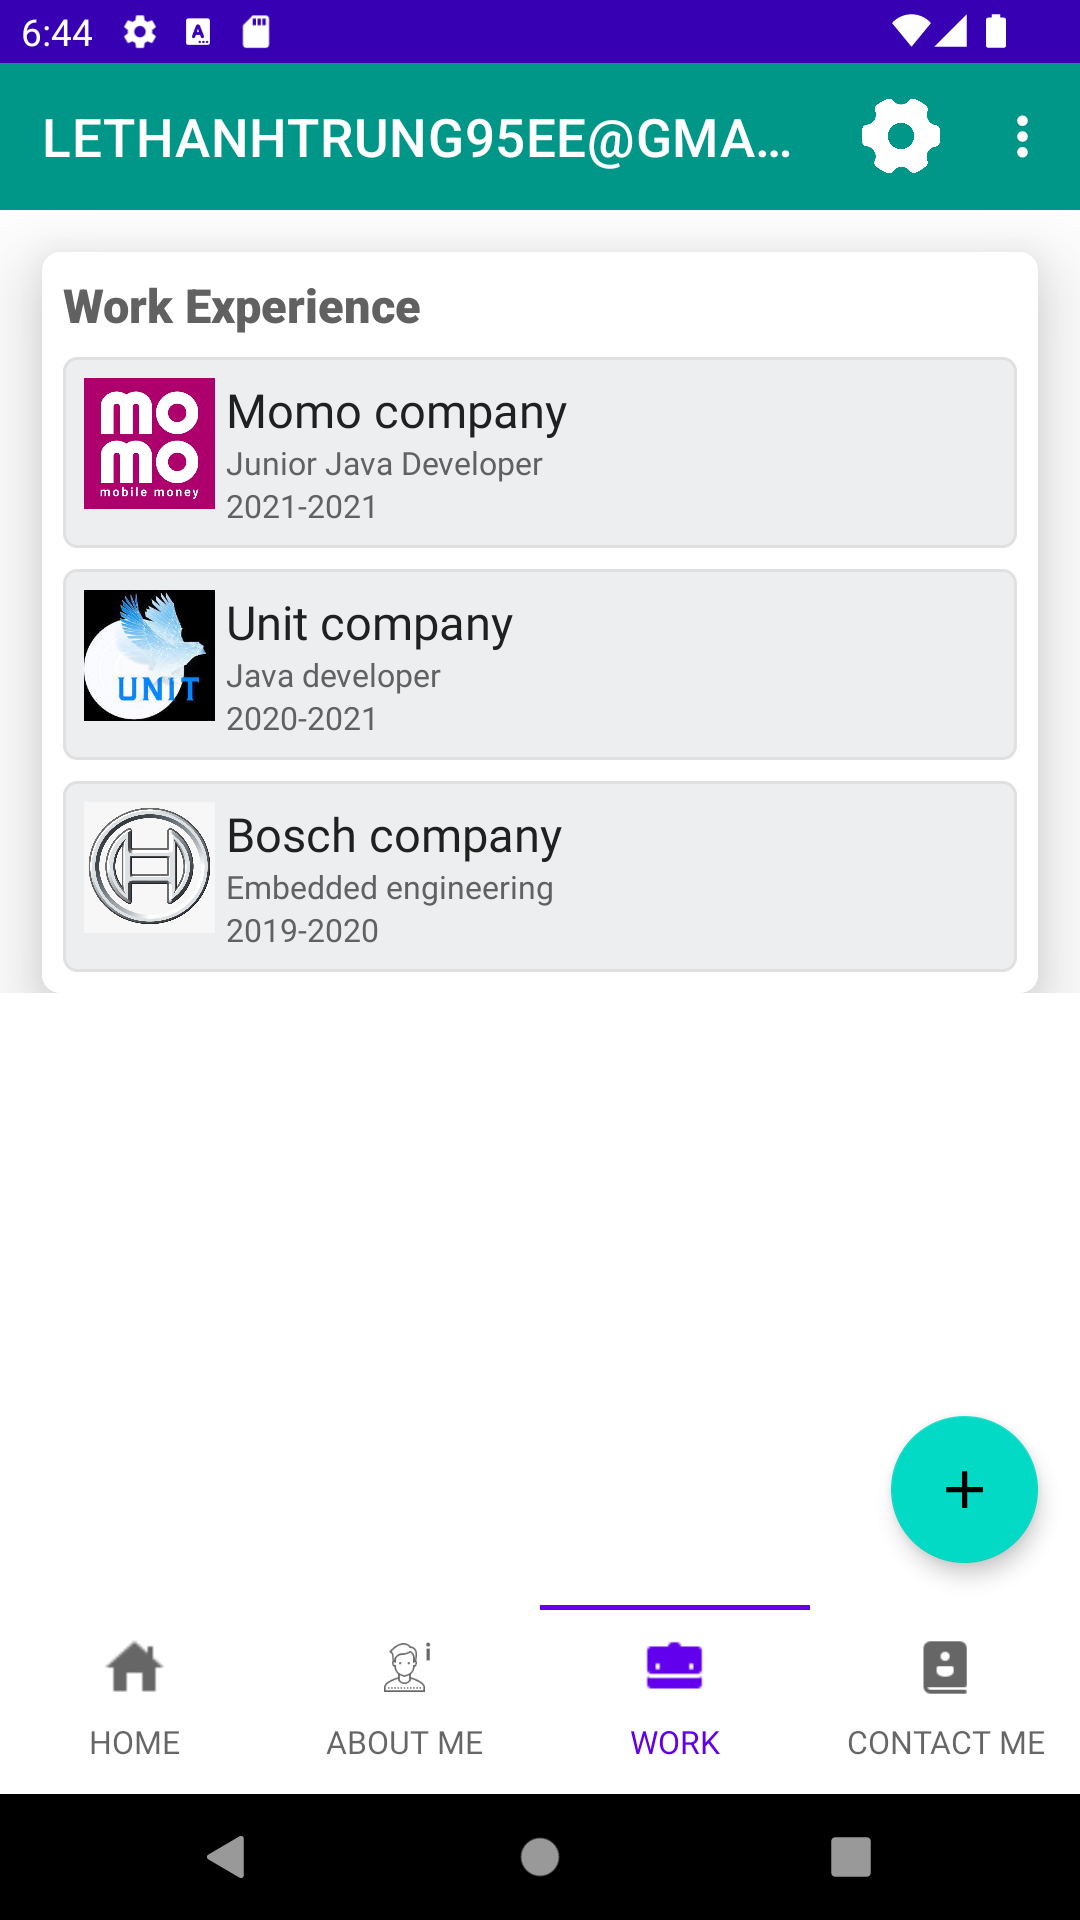 6:44
LETHANHTRUNG95EE@GMA...
Work Experience
mo
mo
mobile money
Momo company
Junior Java Developer
2021-2021
UNIT
Unit company
Java developer
2020-2021
Bosch company
Embedded engineering
2019-2020
HOME
ABOUT ME
WORK
CONTACT ME